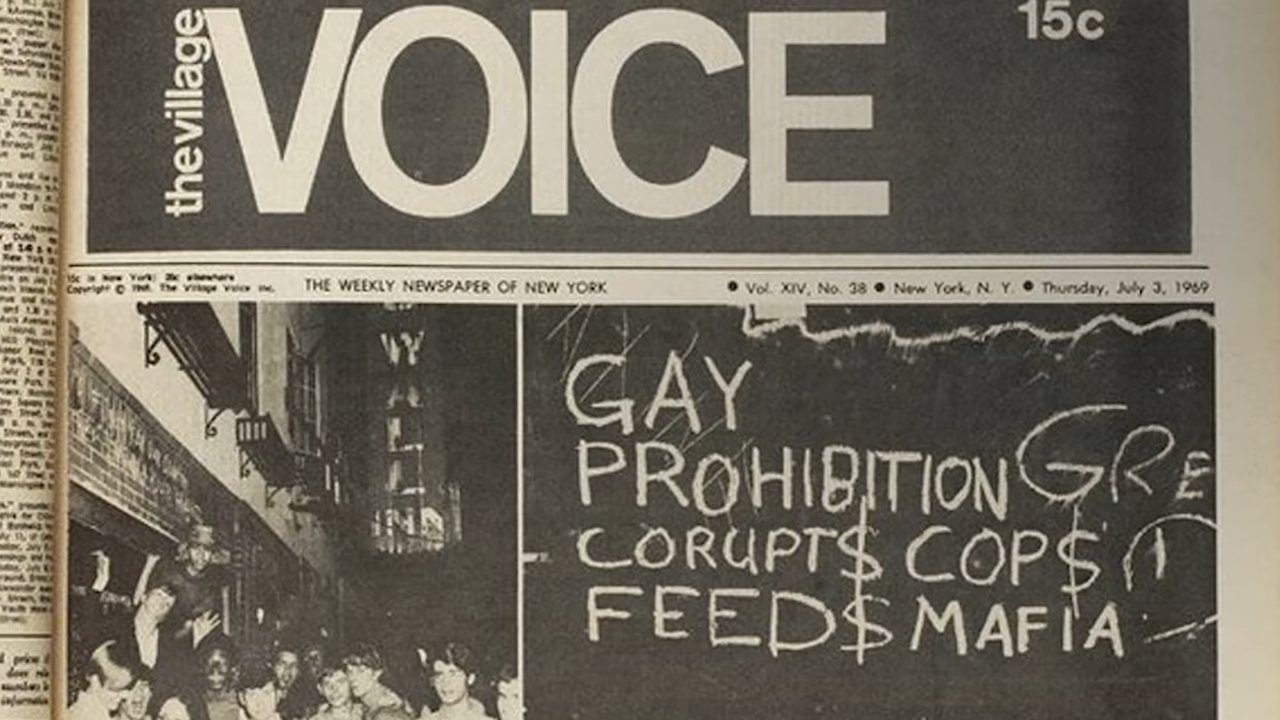 15c
the village
VOICE
15c in New York; 25c elsewhere
Copyright © 1969, The Village Voice Inc.
THE WEEKLY NEWSPAPER OF NEW YORK
● Vol. XIV, No. 38 ● New York, N. Y. ● Thursday, July 3, 1969
GAY
PROHIBITION GRE
CORUPT$ COP$
FEED$ MAFIA